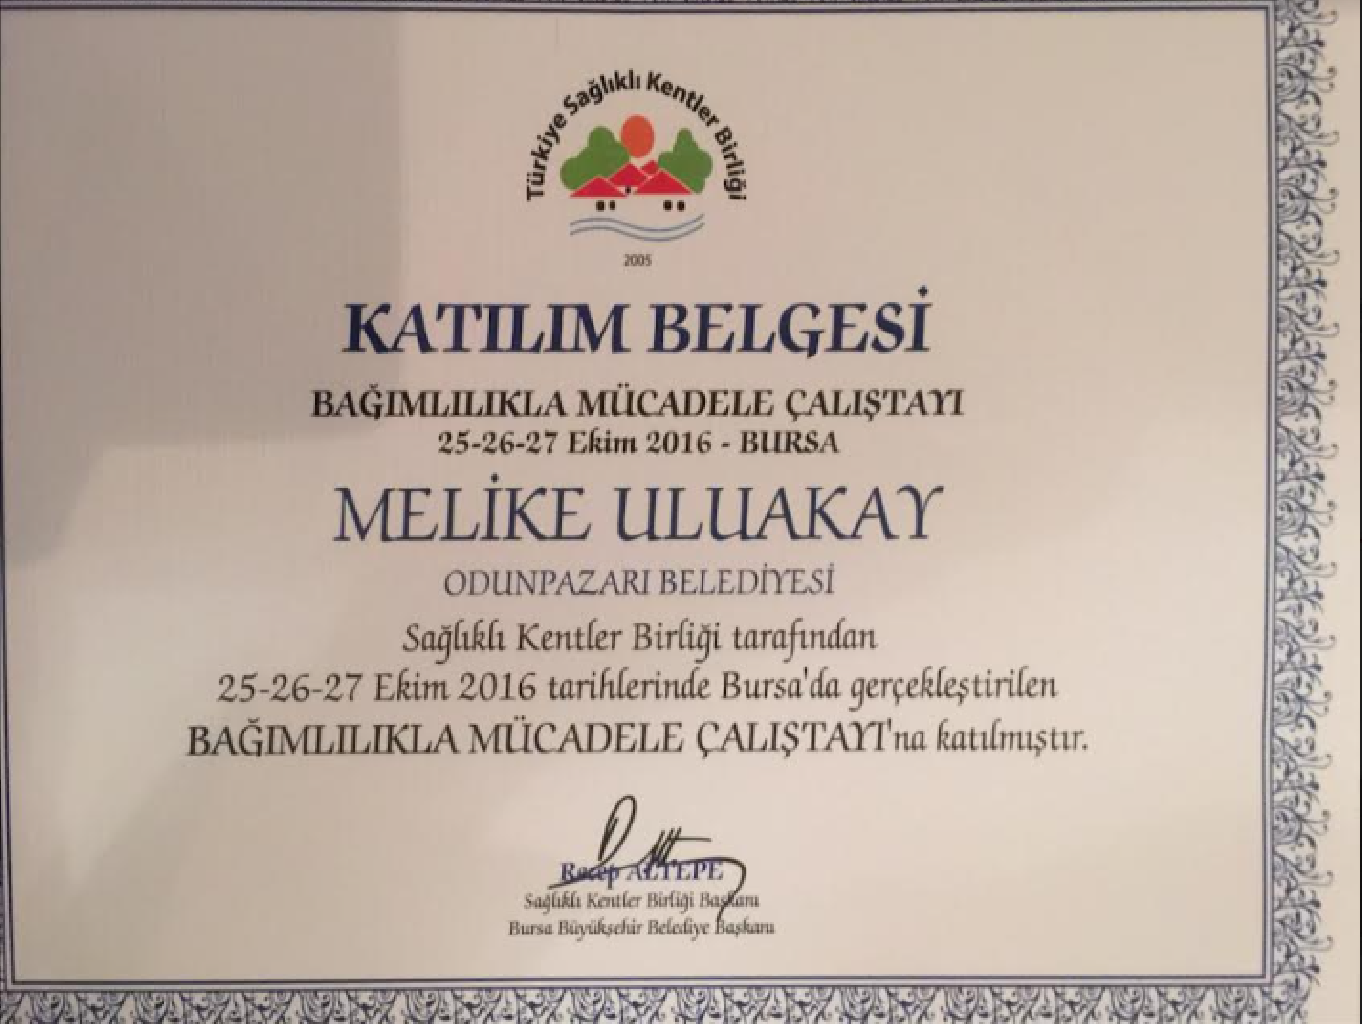 Türkiye Sağlıklı Kentler Birliği
2005
KATILIM BELGESİ
BAĞIMLILIKLA MÜCADELE ÇALIŞTAYI
25-26-27 Ekim 2016 - BURSA
MELİKE ULUAKAY
ODUNPAZARI BELEDİYESİ
Sağlıklı Kentler Birliği tarafından
25-26-27 Ekim 2016 tarihlerinde Bursa'da gerçekleştirilen
BAĞIMLILIKLA MÜCADELE ÇALIŞTAYI'na katılmıştır.
Recep ALTEPE
Sağlıklı Kentler Birliği Başkanı
Bursa Büyükşehir Belediye Başkanı